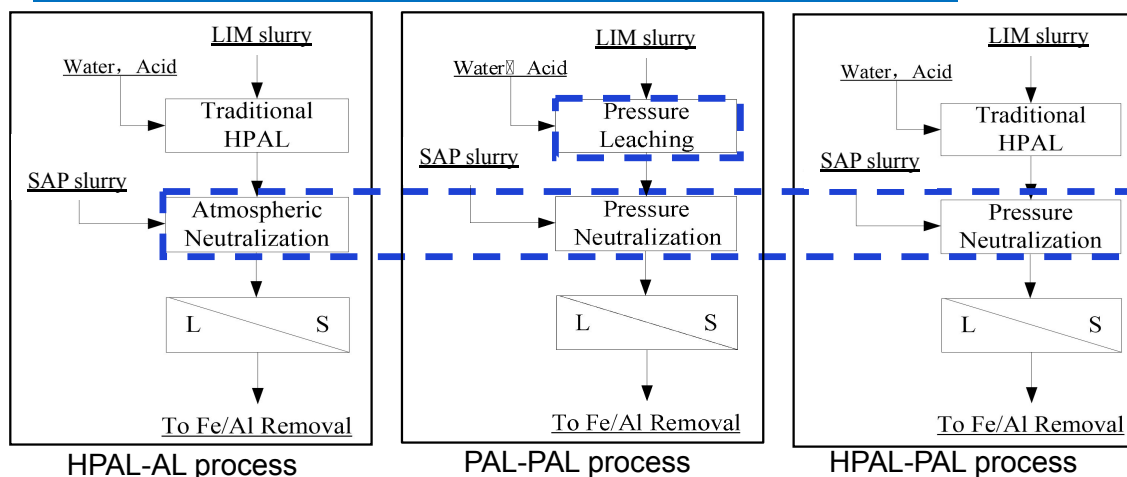 LIM slurry
Water, Acid
Traditional
HPAL
SAP slurry
Atmospheric
Neutralization
L S
To Fe/Al Removal
HPAL-AL process
LIM slurry
Water Acid
Pressure
Leaching
SAP slurry
Pressure
Neutralization
L S
To Fe/Al Removal
PAL-PAL process
LIM slurry
Water, Acid
Traditional
HPAL
SAP slurry
Pressure
Neutralization
L S
To Fe/Al Removal
HPAL-PAL process